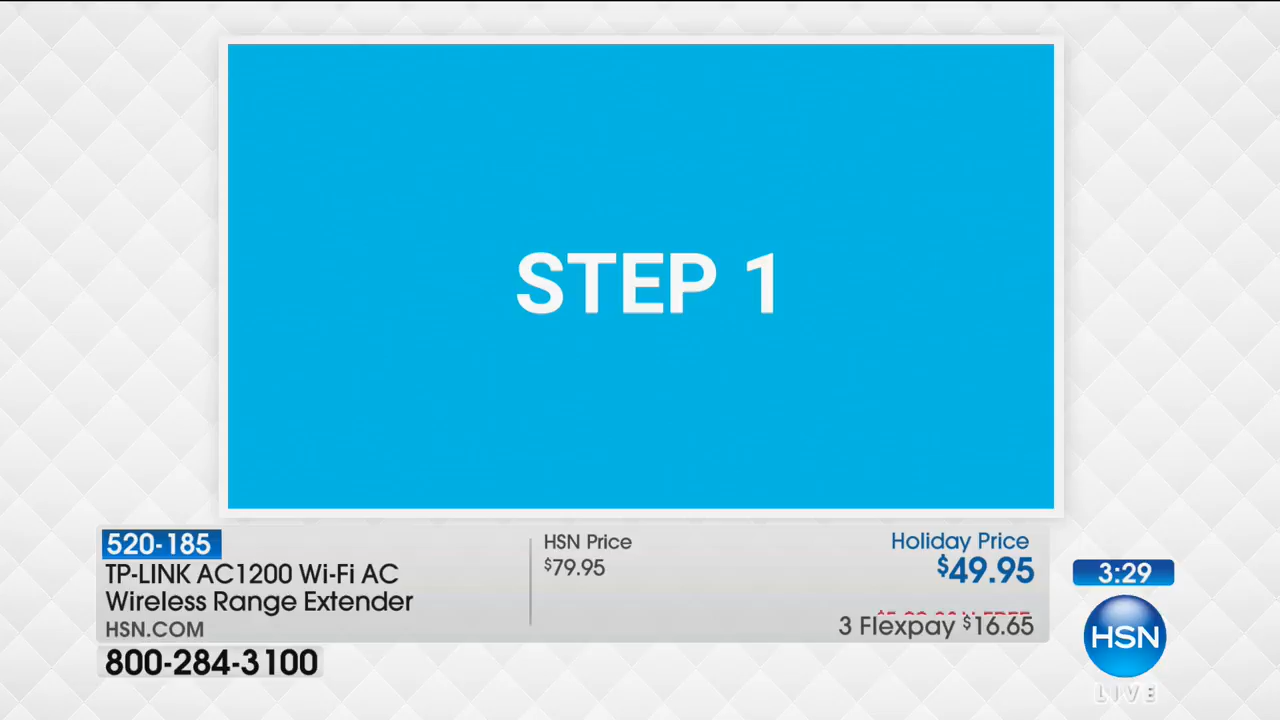 STEP 1
520-185
TP-LINK AC1200 Wi-Fi AC
Wireless Range Extender
HSN.COM
800-284-3100
HSN Price
$79.95
Holiday Price
$49.95
3 Flexpay $16.65
3:29
HSN
LIVE